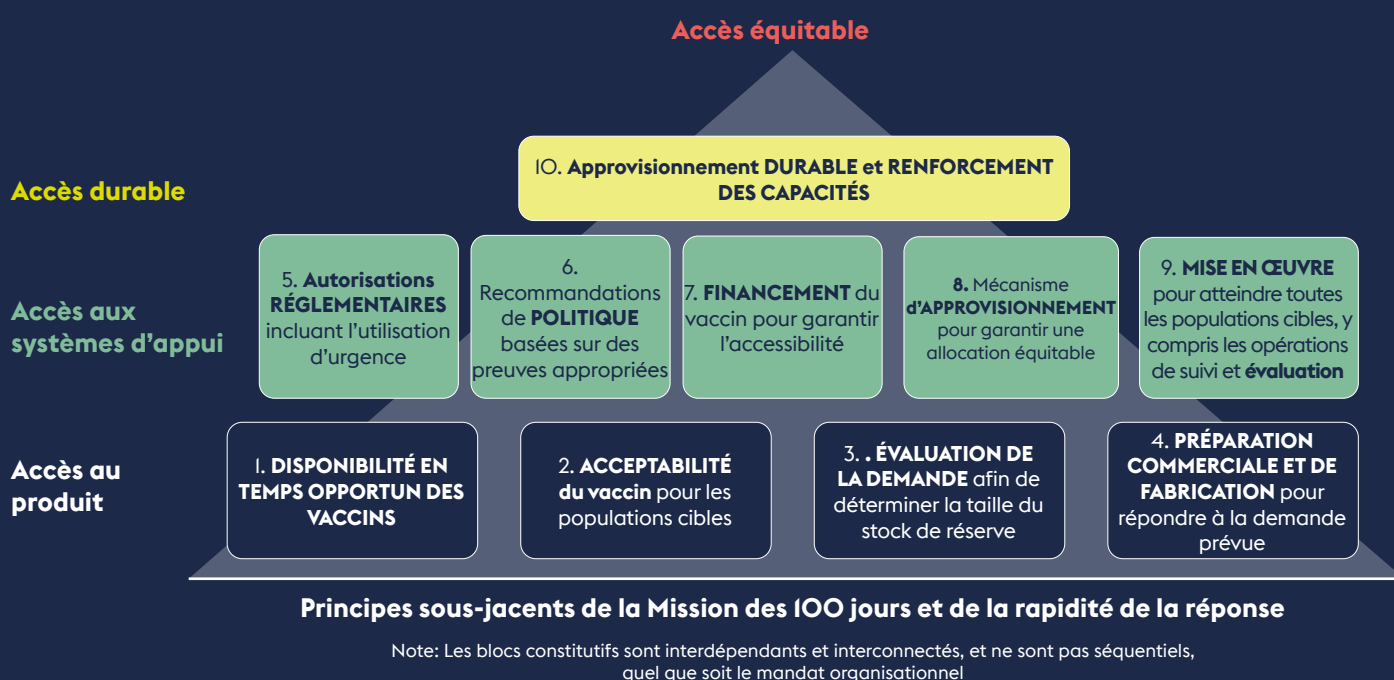 Accès équitable
Accès durable
10. Approvisionnement DURABLE et RENFORCEMENT
DES CAPACITÉS
Accès aux
systèmes d'appui
5. Autorisations
RÉGLEMENTAIRES
incluant l'utilisation
d'urgence
6.
Recommandations
de POLITIQUE
basées sur des
preuves appropriées
7. FINANCEMENT du
vaccin pour garantir
l'accessibilité
8. Mécanisme
d'APPROVISIONNEMENT
pour garantir une
allocation équitable
9. MISE EN ŒUVRE
pour atteindre toutes
les populations cibles, y
compris les opérations
de suivi et évaluation
Accès au
produit
1. DISPONIBILITÉ EN
TEMPS OPPORTUN DES
VACCINS
2. ACCEPTABILITÉ
du vaccin pour les
populations cibles
3. . ÉVALUATION DE
LA DEMANDE afin de
déterminer la taille du
stock de réserve
4. PRÉPARATION
COMMERCIALE ET DE
FABRICATION pour
répondre à la demande
prévue
Principes sous-jacents de la Mission des 100 jours et de la rapidité de la réponse
Note: Les blocs constitutifs sont interdépendants et interconnectés, et ne sont pas séquentiels,
quel que soit le mandat organisationnel